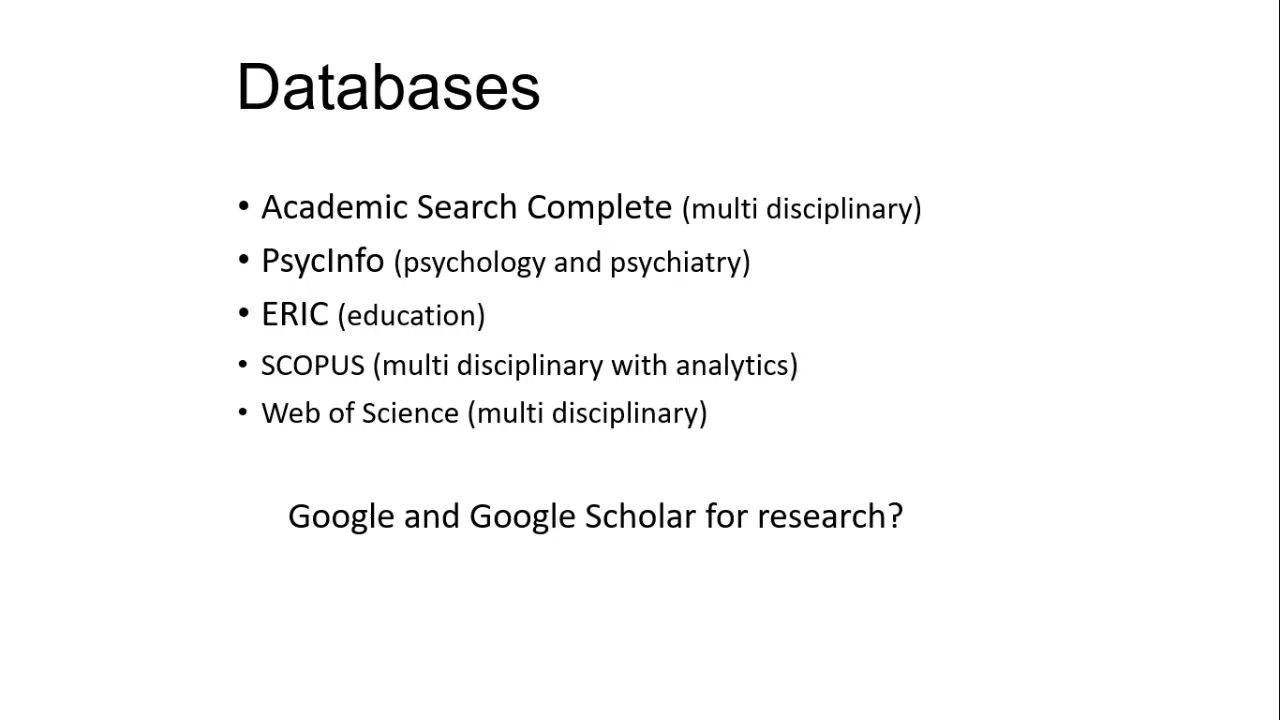 Databases
• Academic Search Complete (multi disciplinary)
• PsycInfo (psychology and psychiatry)
• ERIC (education)
• SCOPUS (multi disciplinary with analytics)
• Web of Science (multi disciplinary)
Google and Google Scholar for research?